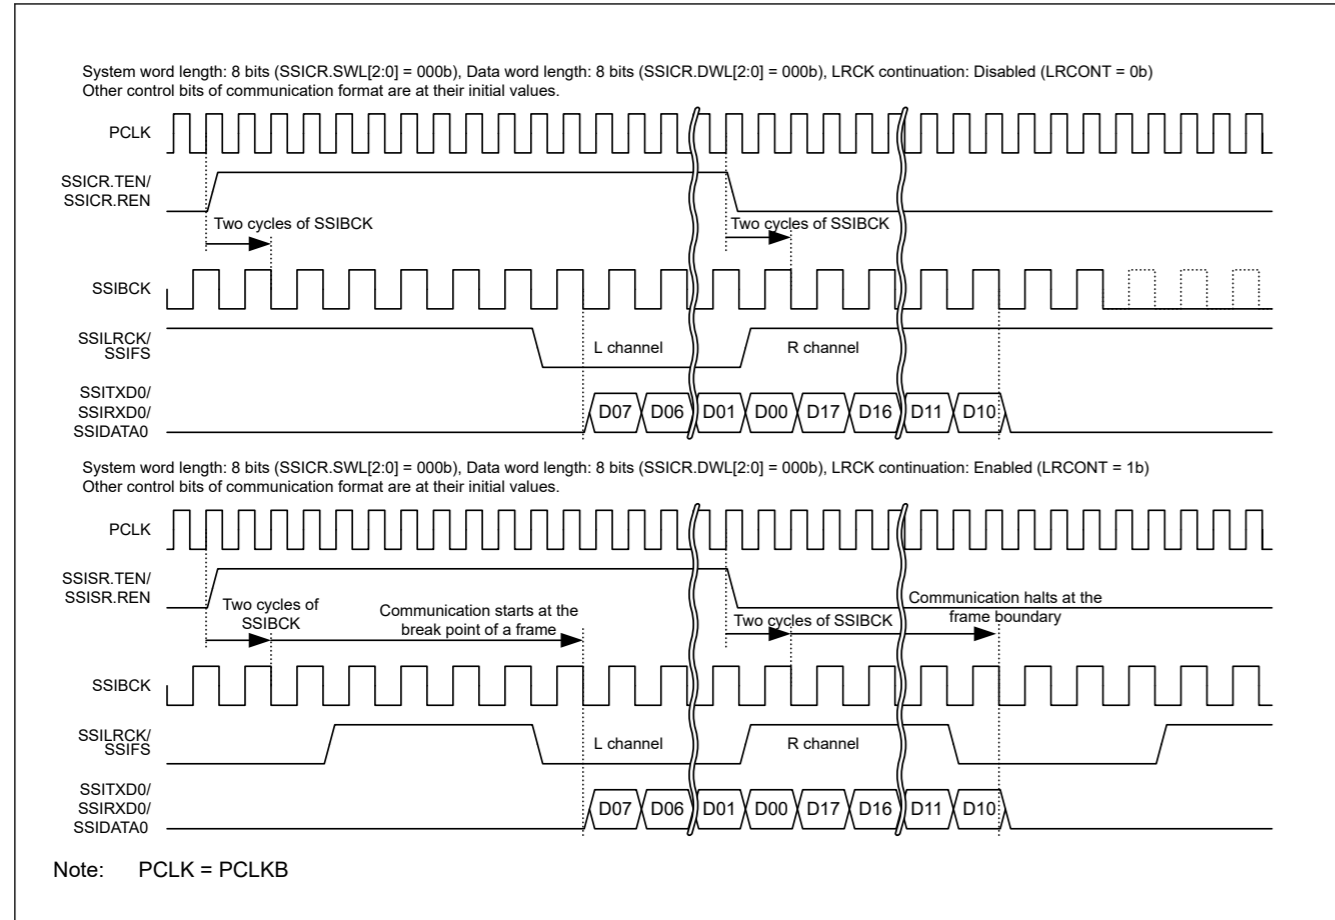 System word length: 8 bits (SSICR.SWL[2:0] = 000b), Data word length: 8 bits (SSICR.DWL[2:0] = 000b), LRCK continuation: Disabled (LRCONT = 0b)
Other control bits of communication format are at their initial values.
PCLK
SSICR.TEN/
SSICR.REN
Two cycles of SSIBCK
Two cycles of SSIBCK
SSIBCK
SSILRCK/
SSIFS
L channel
R channel
SSITXD0/
SSIRXD0/
SSIDATA0
D07 D06 D01 D00 D17 D16 D11 D10
System word length: 8 bits (SSICR.SWL[2:0] = 000b), Data word length: 8 bits (SSICR.DWL[2:0] = 000b), LRCK continuation: Enabled (LRCONT = 1b)
Other control bits of communication format are at their initial values.
PCLK
SSISR.TEN/
SSISR.REN
Two cycles of
SSIBCK
Communication starts at the
break point of a frame
Two cycles of SSIBCK
Communication halts at the
frame boundary
SSIBCK
SSILRCK/
SSIFS
L channel
R channel
SSITXD0/
SSIRXD0/
SSIDATA0
D07 D06 D01 D00 D17 D16 D11 D10
Note: PCLK = PCLKB